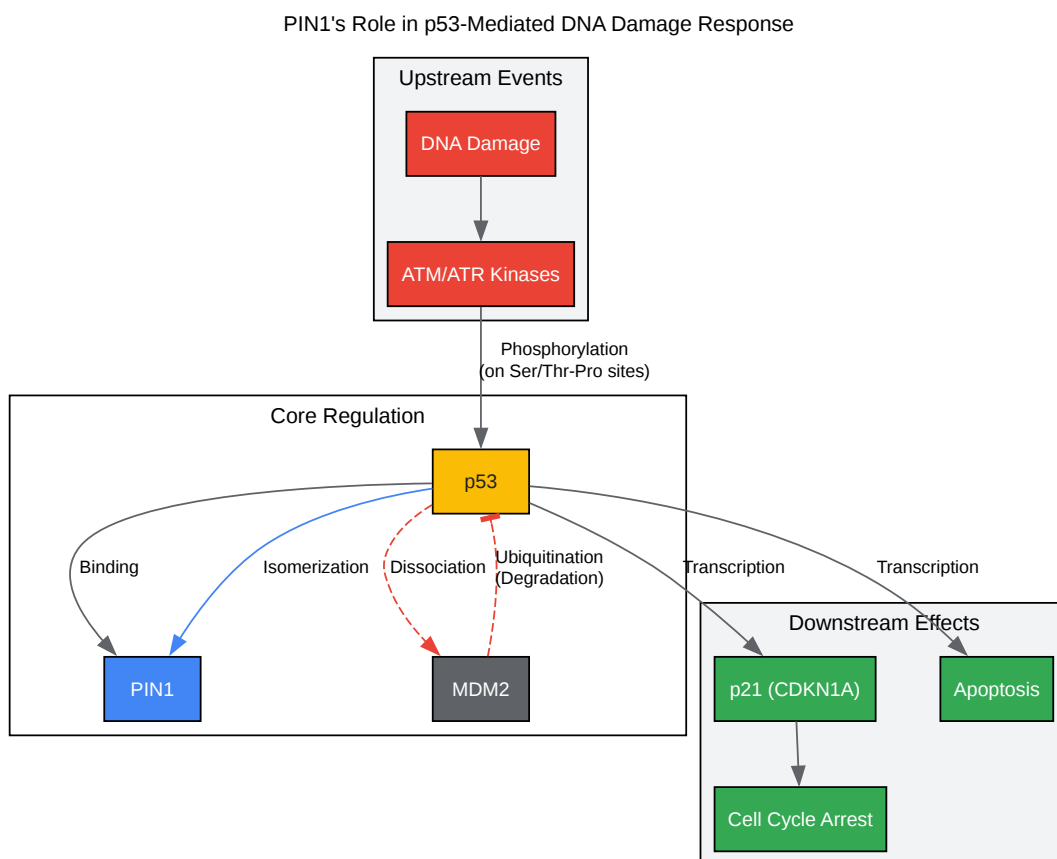 PIN1's Role in p53-Mediated DNA Damage Response
Upstream Events
DNA Damage
ATM/ATR Kinases
Phosphorylation
(on Ser/Thr-Pro sites)
Core Regulation
p53
Binding
Isomerization
Dissociation
Ubiquitination
(Degradation)
Transcription
Transcription
Downstream Effects
PIN1
MDM2
p21 (CDKN1A)
Apoptosis
Cell Cycle Arrest